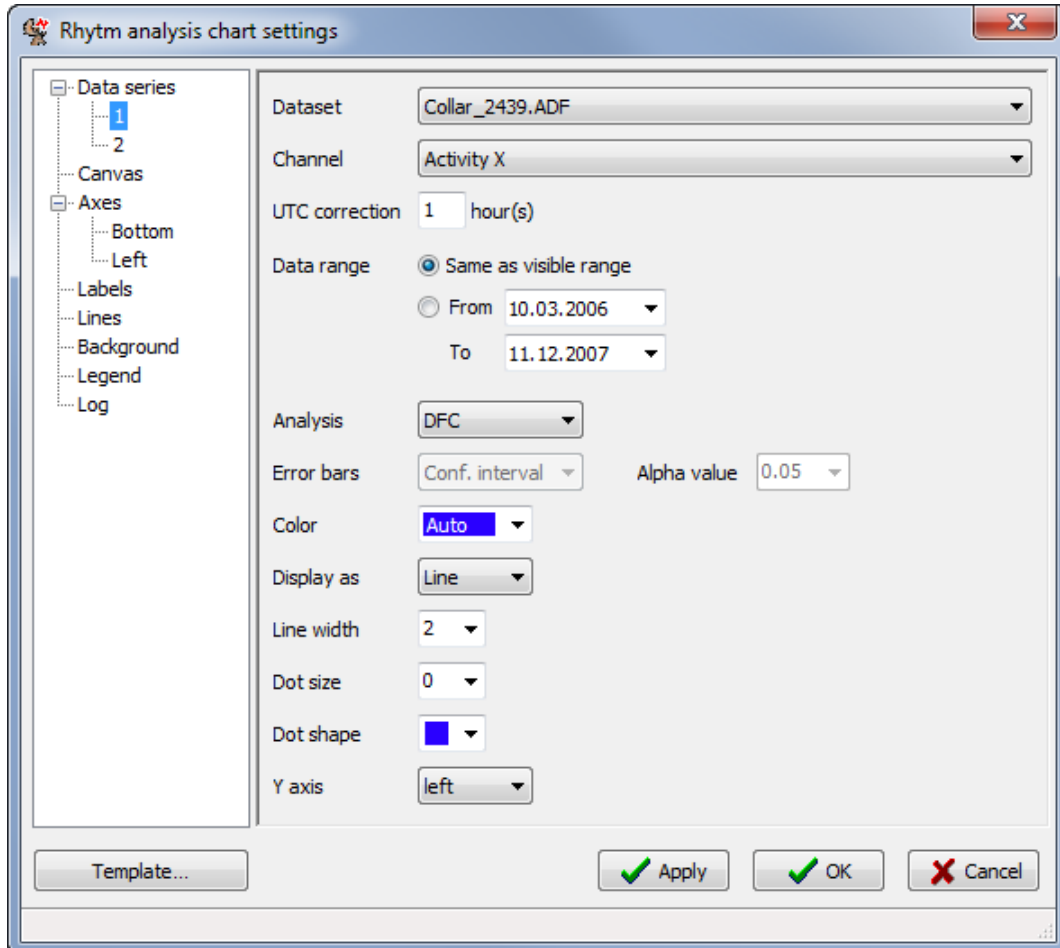 Rhytm analysis chart settings
Data series
1
2
Canvas
Axes
Bottom
Left
Labels
Lines
Background
Legend
Log
Dataset Collar_2439.ADF
Channel Activity X
UTC correction 1 hour(s)
Data range Same as visible range
From 10.03.2006
To 11.12.2007
Analysis DFC
Error bars Conf. interval Alpha value 0.05
Color Auto
Display as Line
Line width 2
Dot size 0
Dot shape
Y axis left
Template... Apply OK Cancel